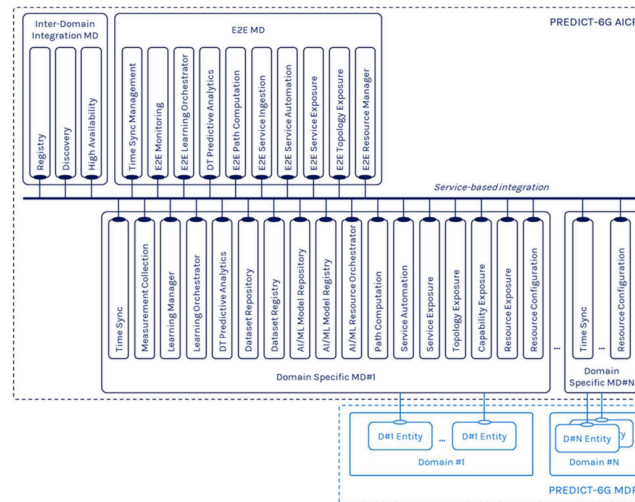 Inter-Domain
Integration MD
E2E MD
PREDICT-6G AICP
Registry
Discovery
High Availability
Time Sync Management
E2E Monitoring
E2E Learning Orchestrator
DT Predictive Analytics
E2E Path Computation
E2E Service Ingestion
E2E Service Automation
E2E Service Exposure
E2E Topology Exposure
E2E Resource Manager
Service-based integration
Time Sync
Measurement Collection
Learning Manager
Learning Orchestrator
DT Predictive Analytics
Dataset Repository
Dataset Registry
AI/ML Model Repository
AI/ML Model Registry
AI/ML Resource Orchestrator
Path Computation
Service Automation
Service Exposure
Topology Exposure
Capability Exposure
Resource Exposure
Resource Configuration
...
Time Sync
...
Resource Configuration
Domain Specific MD#1
Domain
Specific MD#N
D#1 Entity
...
D#1 Entity
D#N Entity
Domain #1
Domain #N
PREDICT-6G MDP